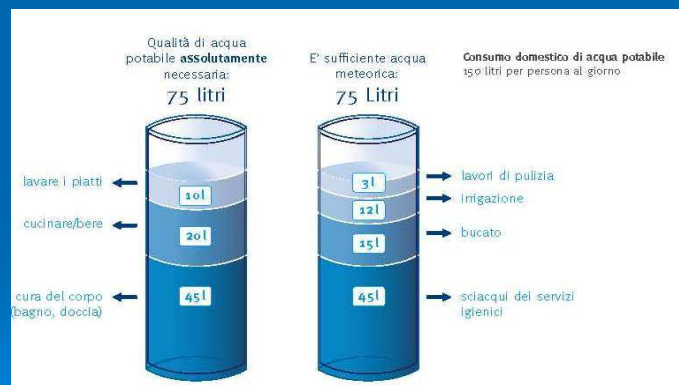 Qualità di acqua
potabile assolutamente
necessaria:
75 litri
E' sufficiente acqua
meteorica:
75 Litri
Consumo domestico di acqua potabile
150 litri per persona al giorno
lavare i piatti
10l
cucinare/bere
20l
cura del corpo
(bagno, doccia)
45l
3l
lavori di pulizia
irrigazione
12l
15l
bucato
45l
sciacqui dei servizi
igienici